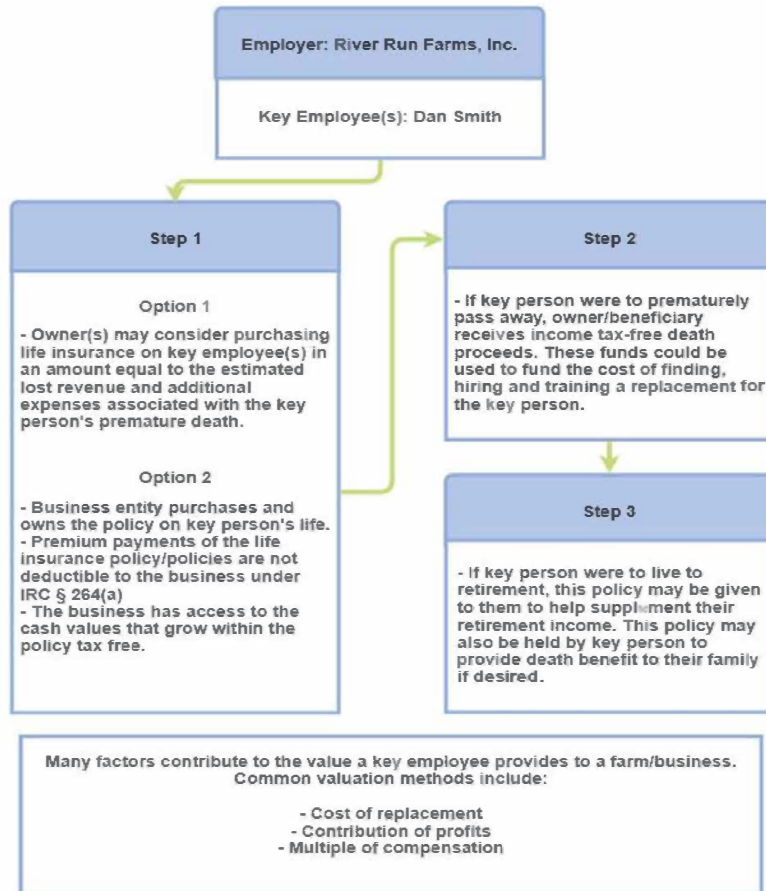 Employer: River Run Farms, Inc.
Key Employee(s): Dan Smith
Step 1
Option 1
- Owner(s) may consider purchasing
life insurance on key employee(s) in
an amount equal to the estimated
lost revenue and additional
expenses associated with the key
person's premature death.
Option 2
- Business entity purchases and
owns the policy on key person's life.
- Premium payments of the life
insurance policy/policies are not
deductible to the business under
IRC § 264(a)
- The business has access to the
cash values that grow within the
policy tax free.
Step 2
- If key person were to prematurely
pass away, owner/beneficiary
receives income tax-free death
proceeds. These funds could be
used to fund the cost of finding,
hiring and training a replacement for
the key person.
Step 3
- If key person were to live to
retirement, this policy may be given
to them to help supplement their
retirement income. This policy may
also be held by key person to
provide death benefit to their family
if desired.
Many factors contribute to the value a key employee provides to a farm/business.
Common valuation methods include:
- Cost of replacement
- Contribution of profits
- Multiple of compensation